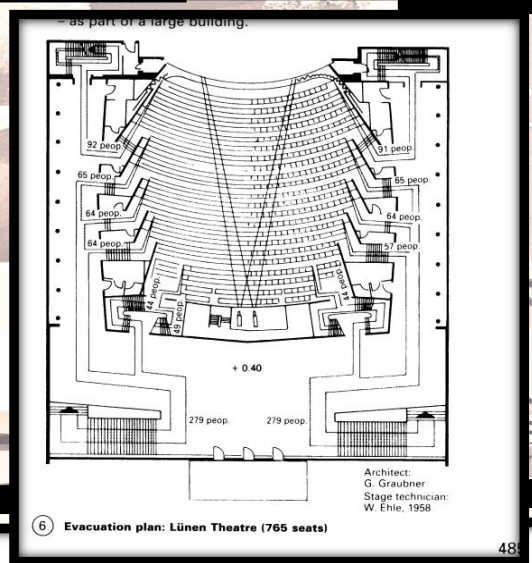 – as part of a large building.
92 peop.
91 peop.
65 peop.
65 peop.
64 peop.
64 peop.
64 peop.
57 peop.
44 peop.
49 peop.
44 peop.
+ 0.40
279 peop.
279 peop.
Architect:
G. Graubner
Stage technician:
W. Ehle, 1958
6 Evacuation plan: Lünen Theatre (765 seats)